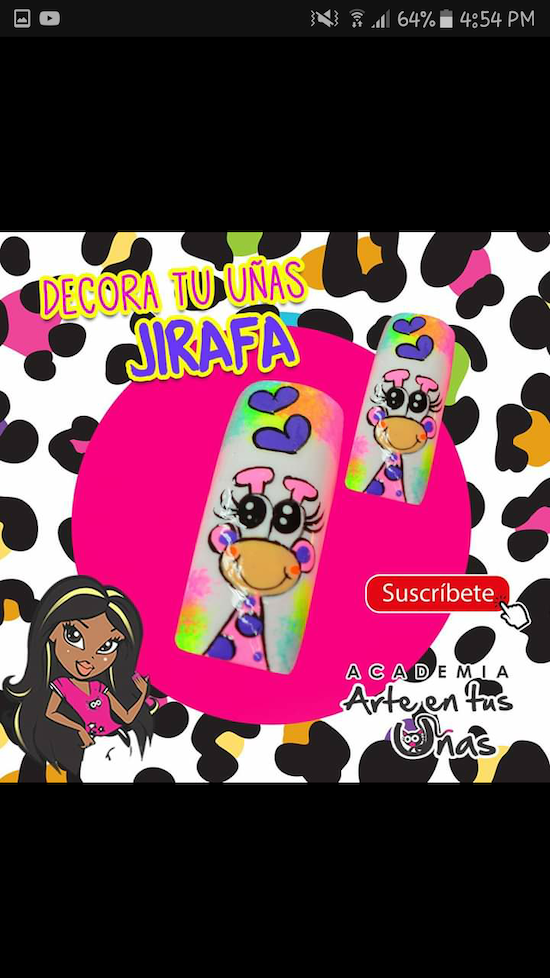 64% 4:54 PM
DECORA TU UÑAS
JIRAFA
Suscríbete
ACADEMIA
Arte en tus
Uñas